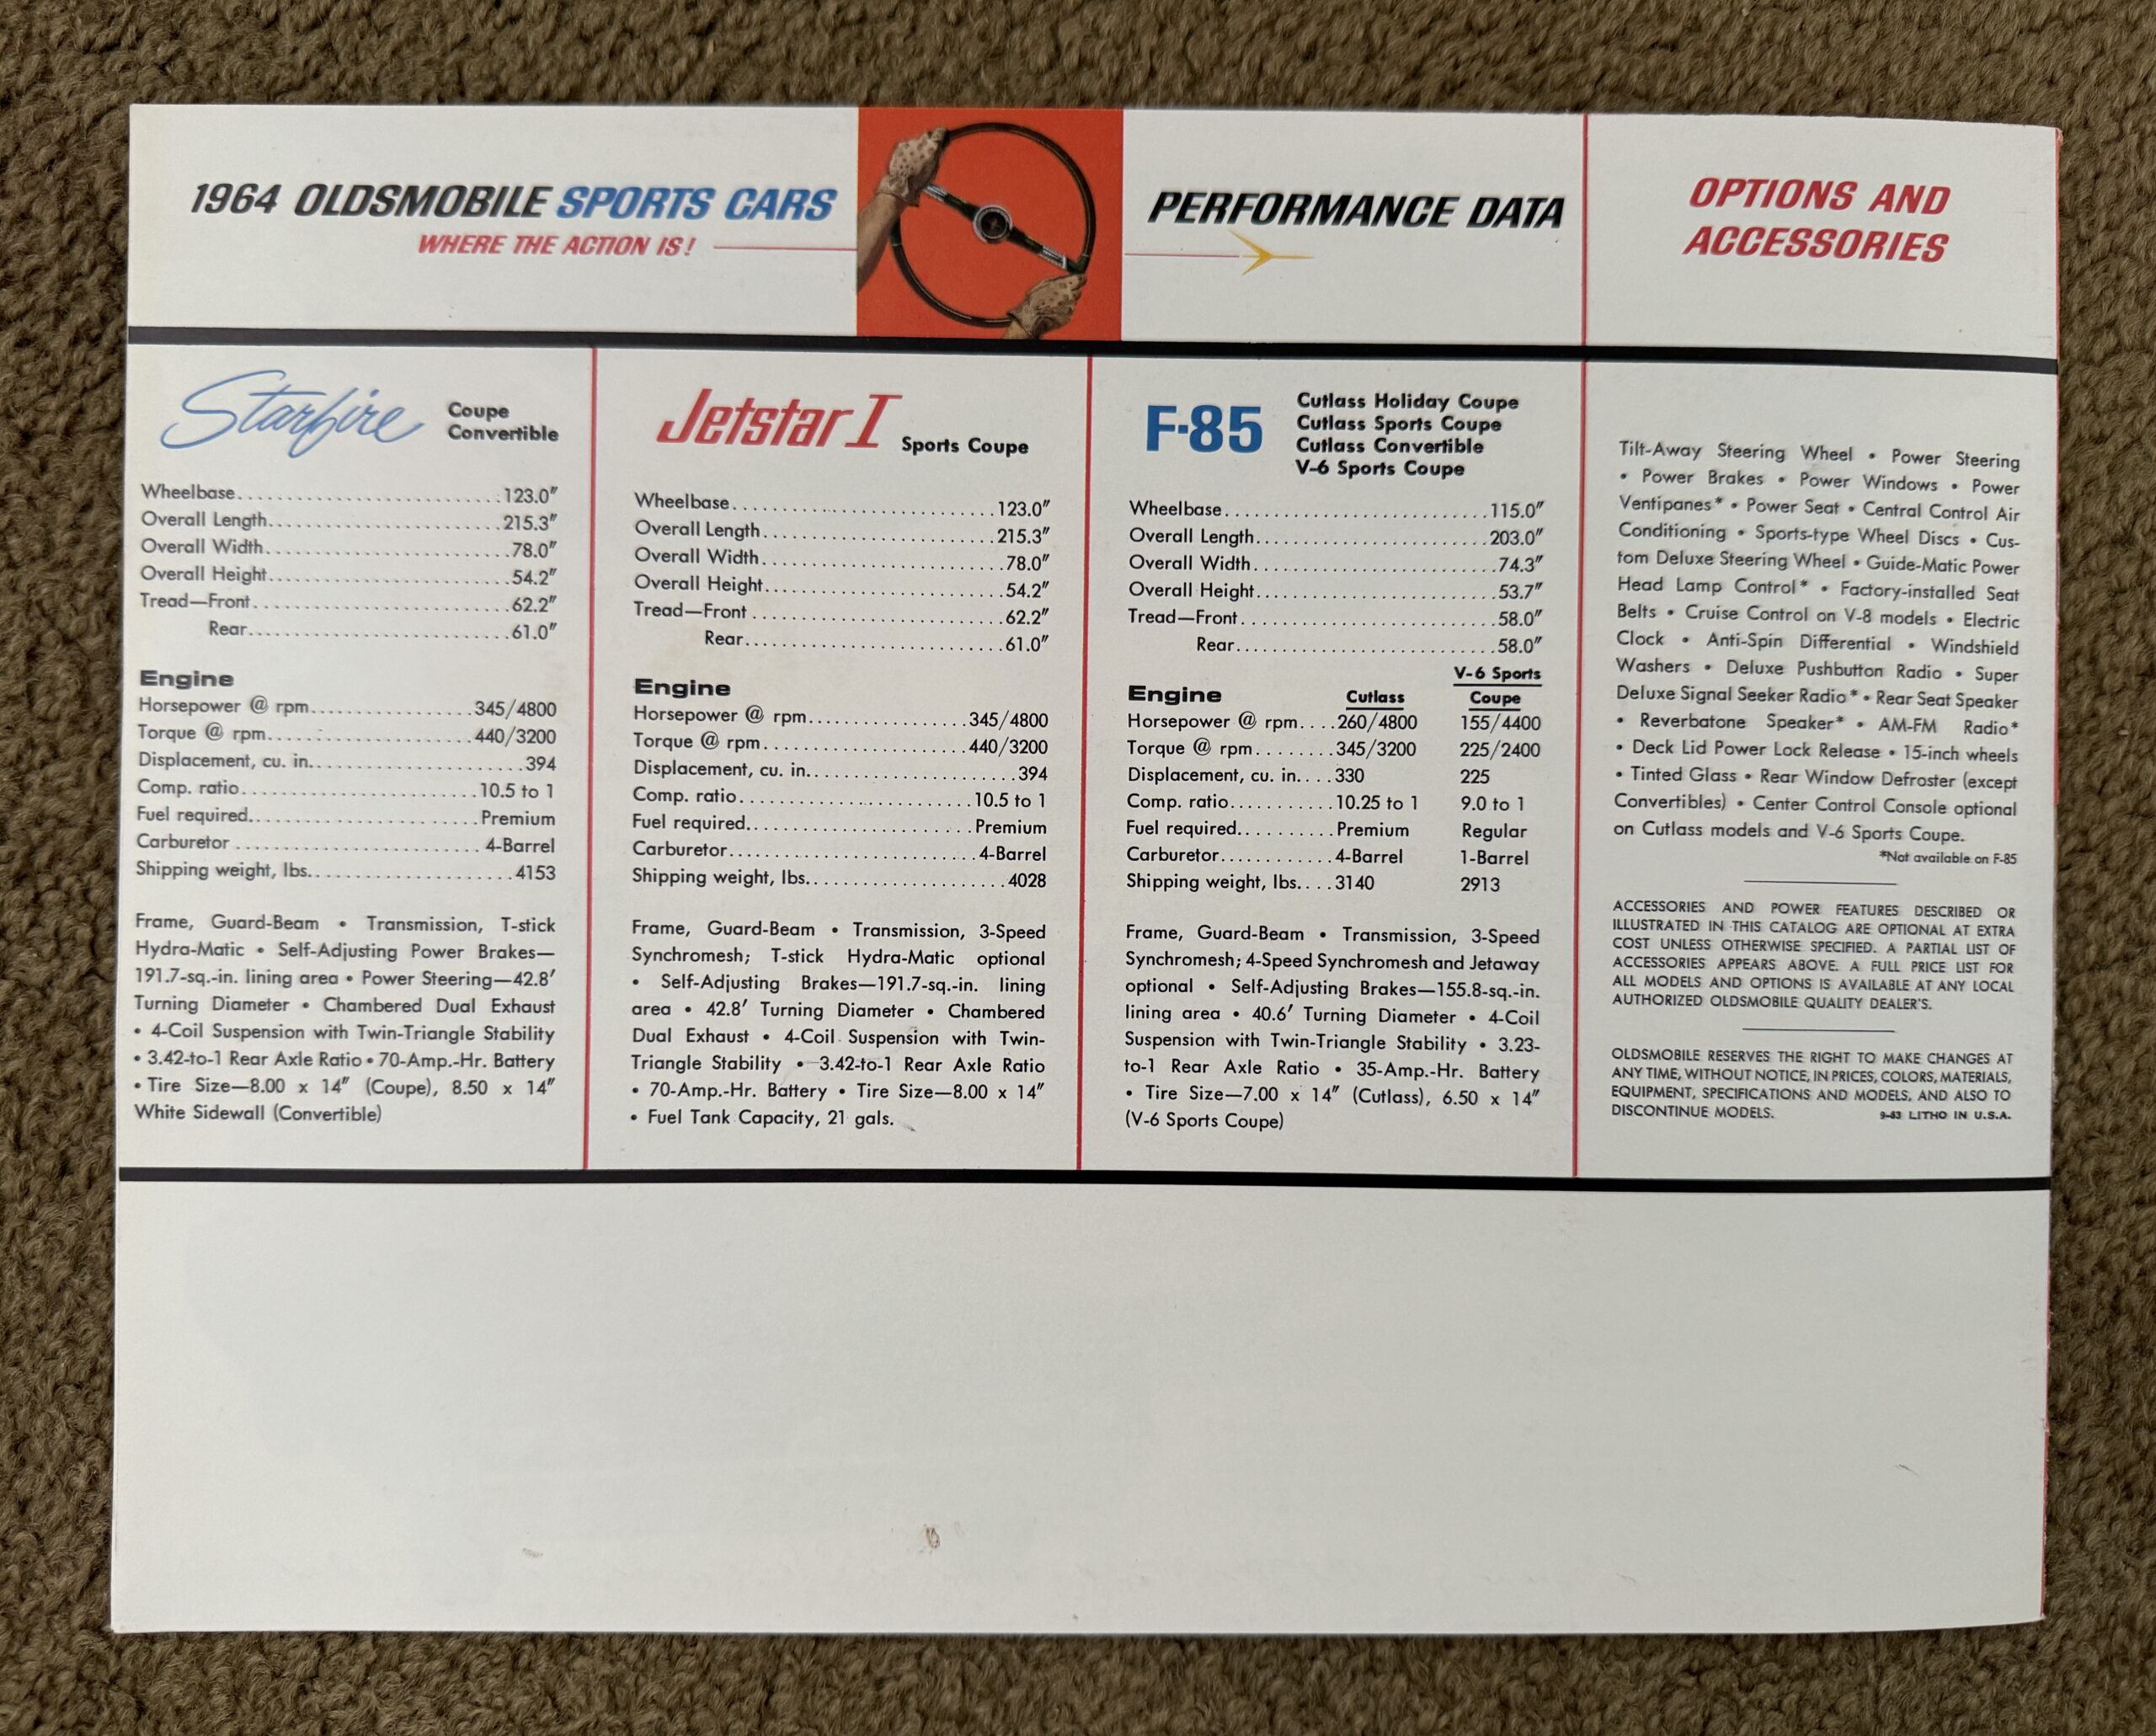 1964 OLDSMOBILE SPORTS CARS
WHERE THE ACTION IS!
PERFORMANCE DATA
OPTIONS AND
ACCESSORIES
Starfire
Coupe
Convertible
Wheelbase.........................123.0″
Overall Length.....................215.3″
Overall Width......................78.0″
Overall Height......................54.2″
Tread—Front.......................62.2″
Rear.......................61.0″
Engine
Horsepower @ rpm................345/4800
Torque @ rpm....................440/3200
Displacement, cu. in....................394
Comp. ratio.....................10.5 to 1
Fuel required.....................Premium
Carburetor......................4-Barrel
Shipping weight, lbs...................4153
Frame, Guard-Beam • Transmission, T-stick
Hydra-Matic • Self-Adjusting Power Brakes—
191.7-sq.-in. lining area • Power Steering—42.8′
Turning Diameter • Chambered Dual Exhaust
• 4-Coil Suspension with Twin-Triangle Stability
• 3.42-to-1 Rear Axle Ratio • 70-Amp.-Hr. Battery
• Tire Size—8.00 x 14″ (Coupe), 8.50 x 14″
White Sidewall (Convertible)
Jetstar I
Sports Coupe
Wheelbase.........................123.0″
Overall Length.....................215.3″
Overall Width......................78.0″
Overall Height......................54.2″
Tread—Front.......................62.2″
Rear.......................61.0″
Engine
Horsepower @ rpm................345/4800
Torque @ rpm....................440/3200
Displacement, cu. in....................394
Comp. ratio.....................10.5 to 1
Fuel required.....................Premium
Carburetor......................4-Barrel
Shipping weight, lbs...................4028
Frame, Guard-Beam • Transmission, 3-Speed
Synchromesh; T-stick Hydra-Matic optional
• Self-Adjusting Brakes—191.7-sq.-in. lining
area • 42.8′ Turning Diameter • Chambered
Dual Exhaust • 4-Coil Suspension with Twin-
Triangle Stability • 3.42-to-1 Rear Axle Ratio
• 70-Amp.-Hr. Battery • Tire Size—8.00 x 14″
• Fuel Tank Capacity, 21 gals.
F-85
Cutlass Holiday Coupe
Cutlass Sports Coupe
Cutlass Convertible
V-6 Sports Coupe
Wheelbase.........................115.0″
Overall Length.....................203.0″
Overall Width......................74.3″
Overall Height......................53.7″
Tread—Front.......................58.0″
Rear.......................58.0″
V-6 Sports
Engine Cutlass Coupe
Horsepower @ rpm....260/4800 155/4400
Torque @ rpm........345/3200 225/2400
Displacement, cu. in....330 225
Comp. ratio...........10.25 to 1 9.0 to 1
Fuel required..........Premium Regular
Carburetor............4-Barrel 1-Barrel
Shipping weight, lbs....3140 2913
Frame, Guard-Beam • Transmission, 3-Speed
Synchromesh; 4-Speed Synchromesh and Jetaway
optional • Self-Adjusting Brakes—155.8-sq.-in.
lining area • 40.6′ Turning Diameter • 4-Coil
Suspension with Twin-Triangle Stability • 3.23-
to-1 Rear Axle Ratio • 35-Amp.-Hr. Battery
• Tire Size—7.00 x 14″ (Cutlass), 6.50 x 14″
(V-6 Sports Coupe)
Tilt-Away Steering Wheel • Power Steering
• Power Brakes • Power Windows • Power
Ventipanes* • Power Seat • Central Control Air
Conditioning • Sports-type Wheel Discs • Cus-
tom Deluxe Steering Wheel • Guide-Matic Power
Head Lamp Control* • Factory-installed Seat
Belts • Cruise Control on V-8 models • Electric
Clock • Anti-Spin Differential • Windshield
Washers • Deluxe Pushbutton Radio • Super
Deluxe Signal Seeker Radio* • Rear Seat Speaker
• Reverbatone Speaker* • AM-FM Radio*
• Deck Lid Power Lock Release • 15-inch wheels
• Tinted Glass • Rear Window Defroster (except
Convertibles) • Center Control Console optional
on Cutlass models and V-6 Sports Coupe.
*Not available on F-85
ACCESSORIES AND POWER FEATURES DESCRIBED OR
ILLUSTRATED IN THIS CATALOG ARE OPTIONAL AT EXTRA
COST UNLESS OTHERWISE SPECIFIED. A PARTIAL LIST OF
ACCESSORIES APPEARS ABOVE. A FULL PRICE LIST FOR
ALL MODELS AND OPTIONS IS AVAILABLE AT ANY LOCAL
AUTHORIZED OLDSMOBILE QUALITY DEALER'S.
OLDSMOBILE RESERVES THE RIGHT TO MAKE CHANGES AT
ANY TIME, WITHOUT NOTICE, IN PRICES, COLORS, MATERIALS,
EQUIPMENT, SPECIFICATIONS AND MODELS, AND ALSO TO
DISCONTINUE MODELS. 9-63 LITHO IN U.S.A.